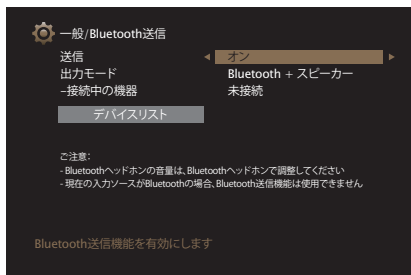 一般/Bluetooth送信
送信 オン
出力モード Bluetooth + スピーカー
–接続中の機器 未接続
デバイスリスト
ご注意:
- Bluetoothヘッドホンの音量は、Bluetoothヘッドホンで調整してください
- 現在の入力ソースがBluetoothの場合、Bluetooth送信機能は使用できません
Bluetooth送信機能を有効にします